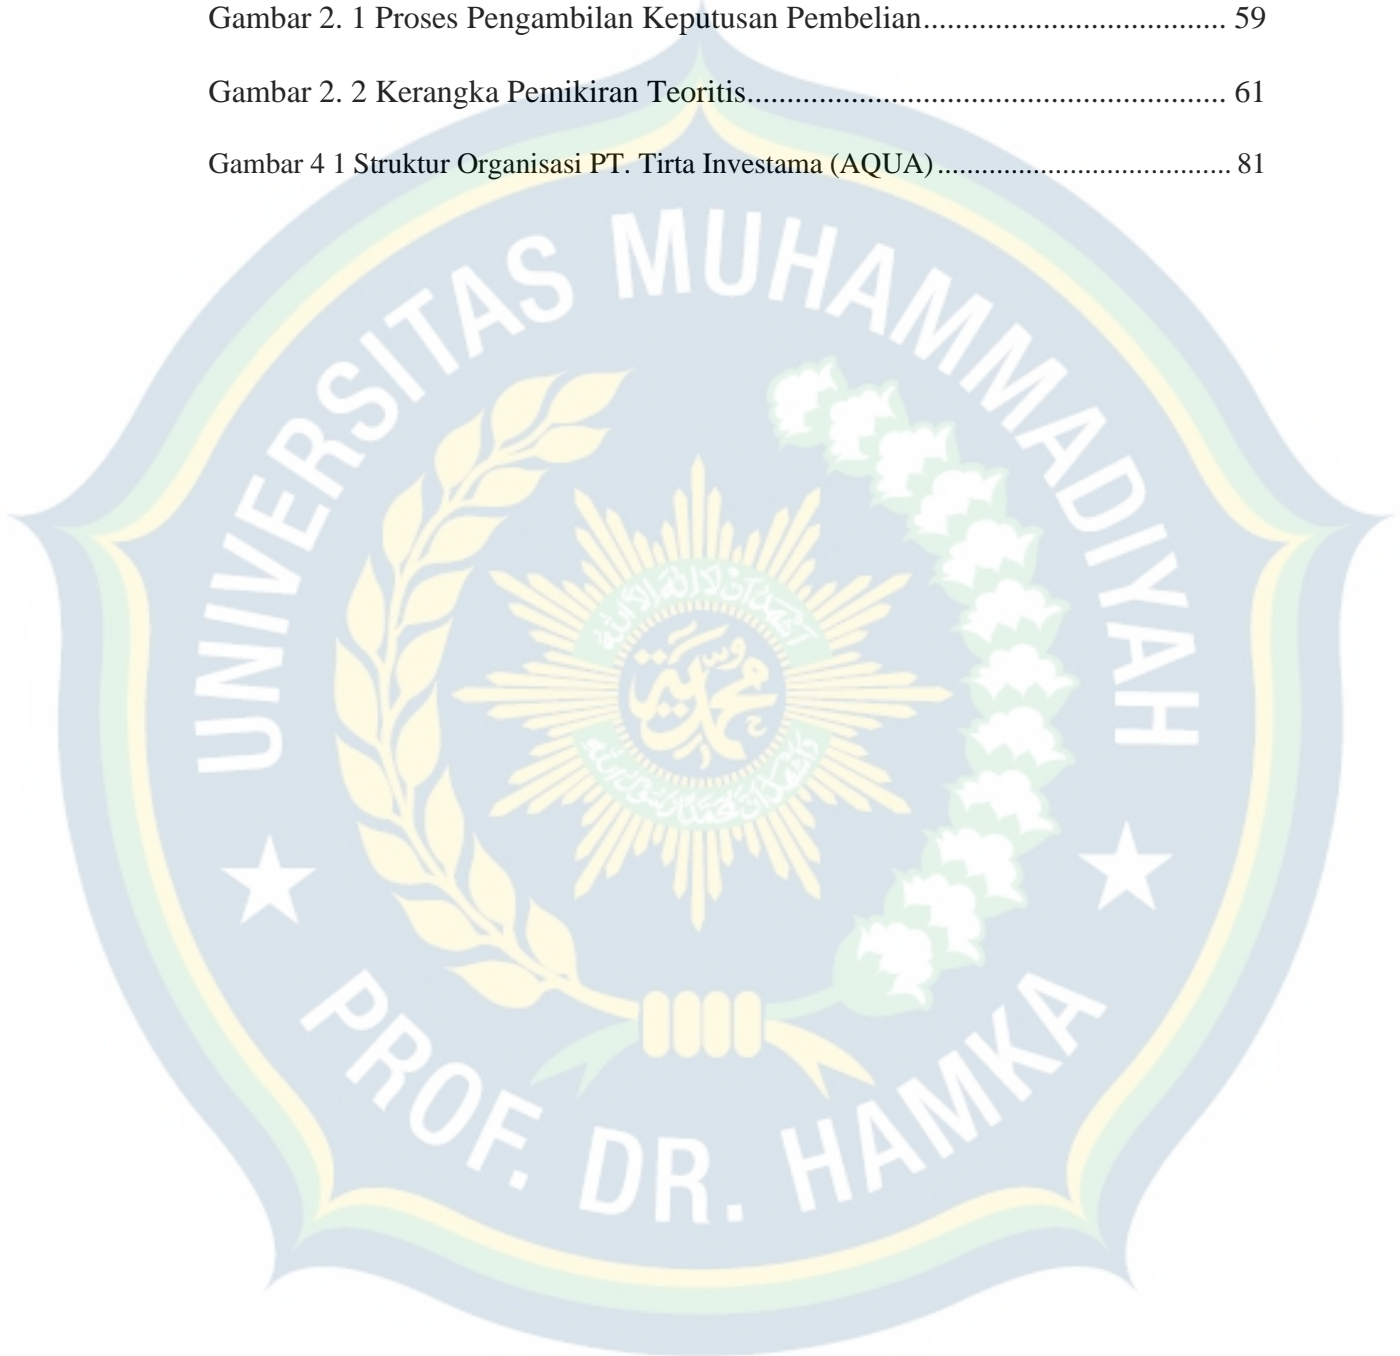 Gambar 2. 1 Proses Pengambilan Keputusan Pembelian...................................... 59
Gambar 2. 2 Kerangka Pemikiran Teoritis............................................................ 61
Gambar 4 1 Struktur Organisasi PT. Tirta Investama (AQUA)........................................ 81
UNIVERSITAS MUHAMMADIYAH
محمدية
PROF. DR. HAMKA